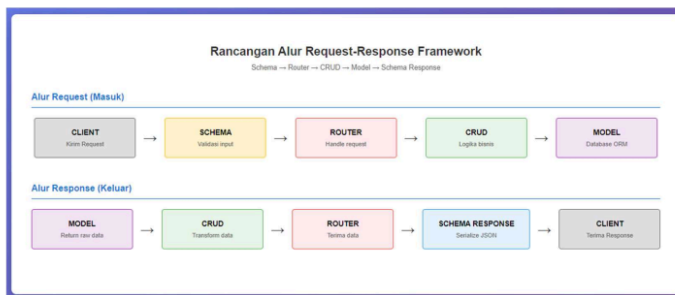 Rancangan Alur Request-Response Framework
Schema → Router → CRUD → Model → Schema Response
Alur Request (Masuk)
CLIENT → SCHEMA → ROUTER → CRUD → MODEL
Kirim Request Validasi input Handle request Logika bisnis Database ORM
Alur Response (Keluar)
MODEL → CRUD → ROUTER → SCHEMA RESPONSE → CLIENT
Return raw data Transform data Terima data Serialize JSON Terima Response